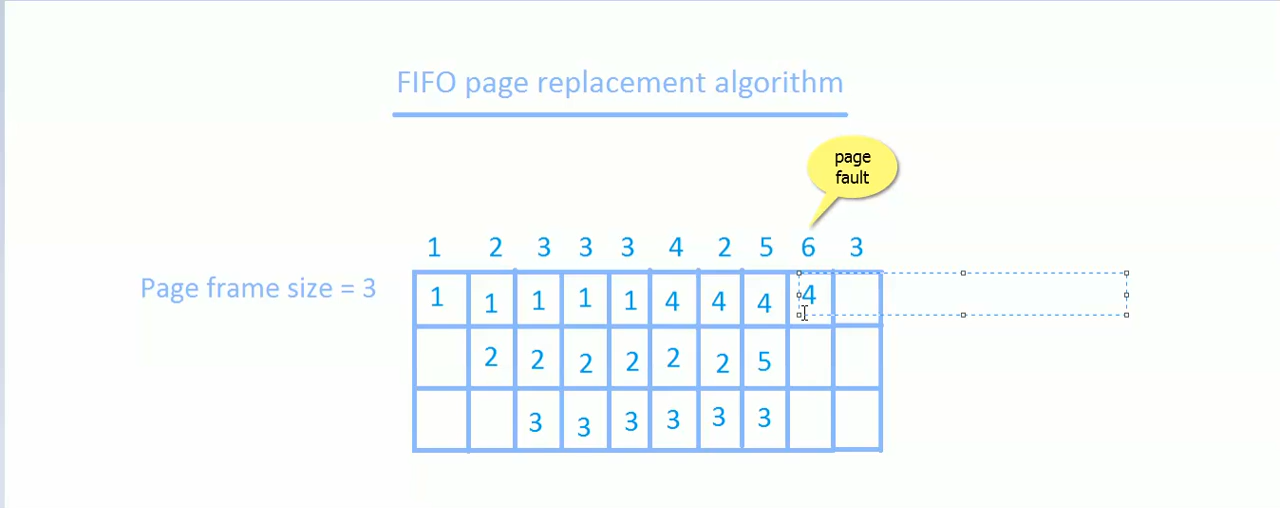 FIFO page replacement algorithm
page
fault
1 2 3 3 3 4 2 5 6 3
Page frame size = 3
1 1 1 1 1 4 4 4 4
2 2 2 2 2 2 5
3 3 3 3 3 3